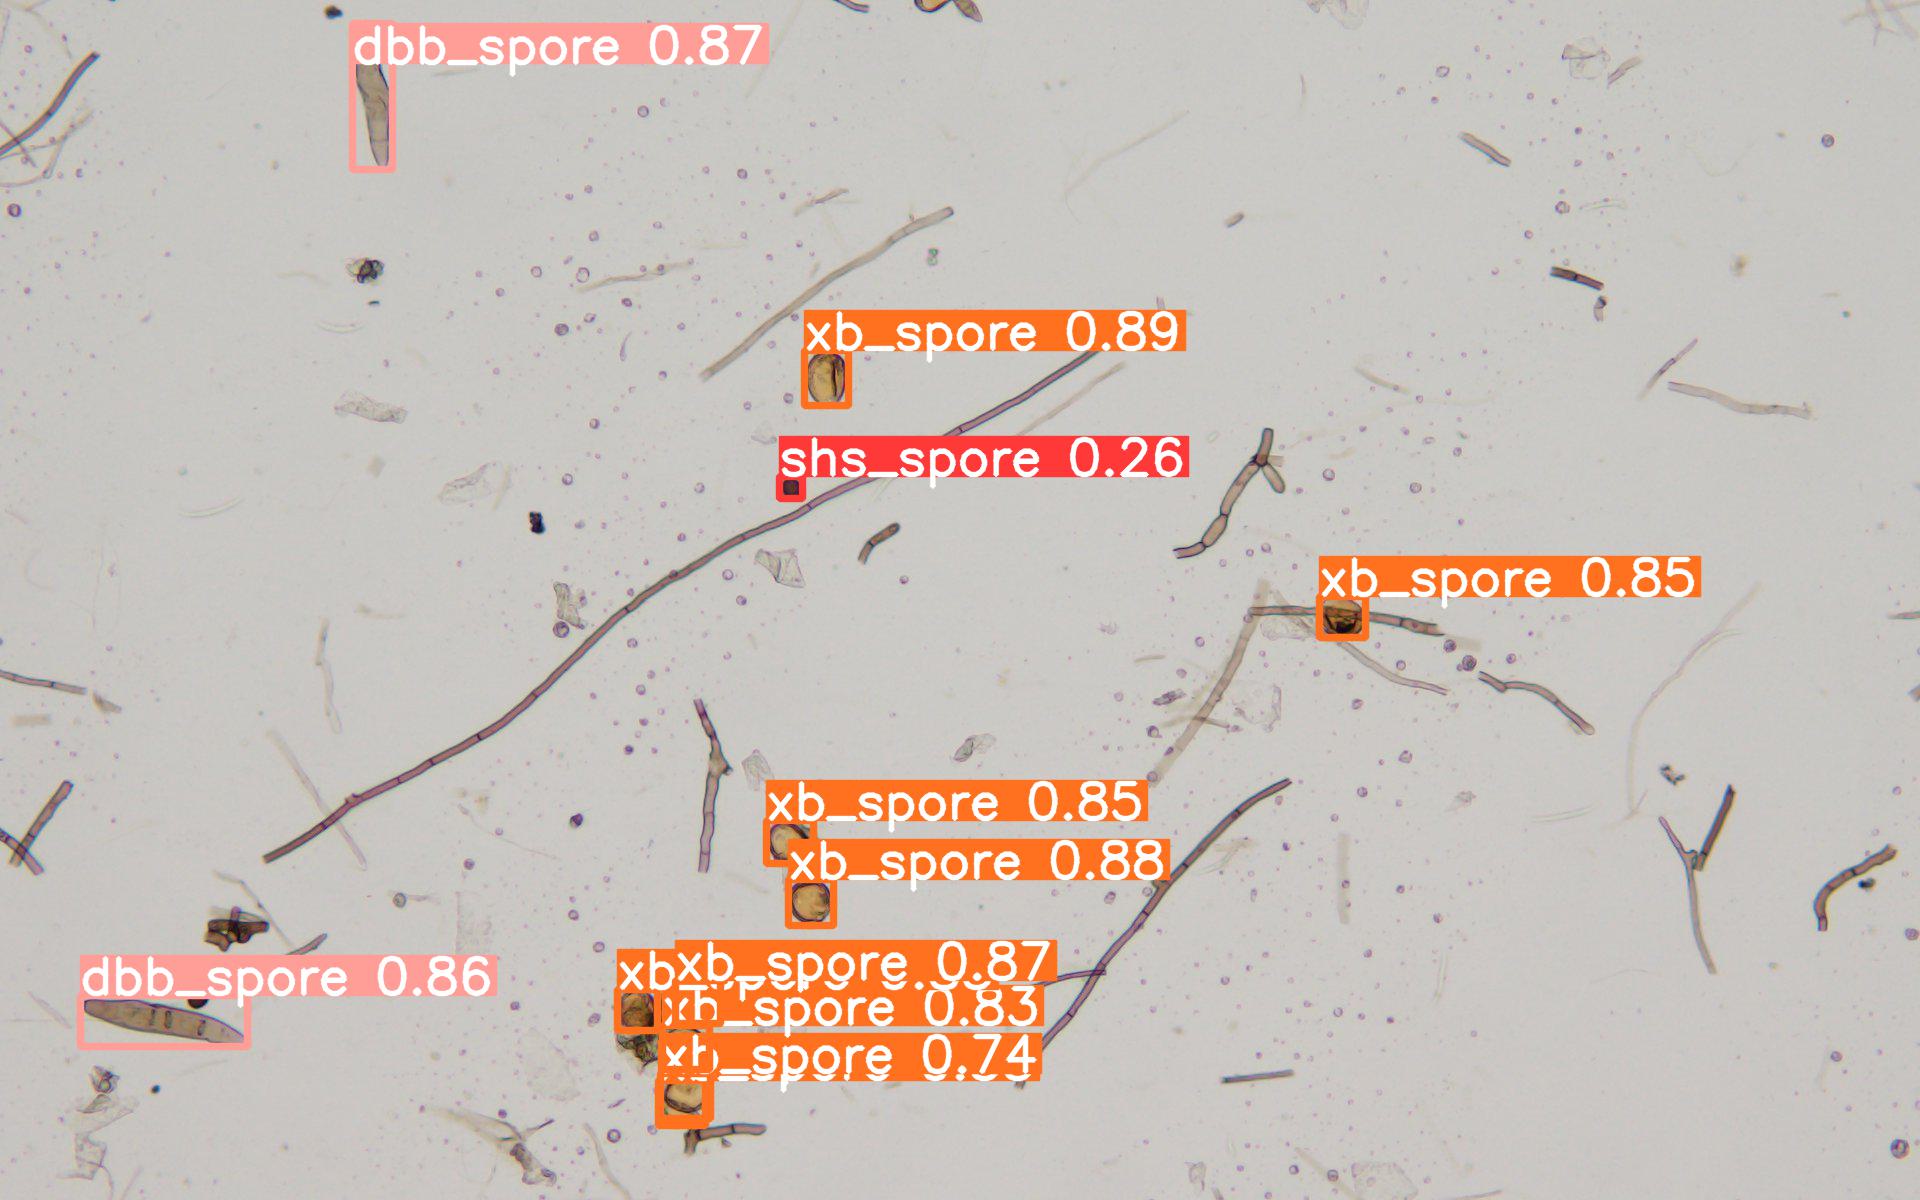 dbb_spore 0.87
xb_spore 0.89
shs_spore 0.26
xb_spore 0.85
xb_spore 0.85
xb_spore 0.88
xb_spore 0.87
xb
dbb_spore 0.86
xb_spore 0.83
xb_spore 0.74